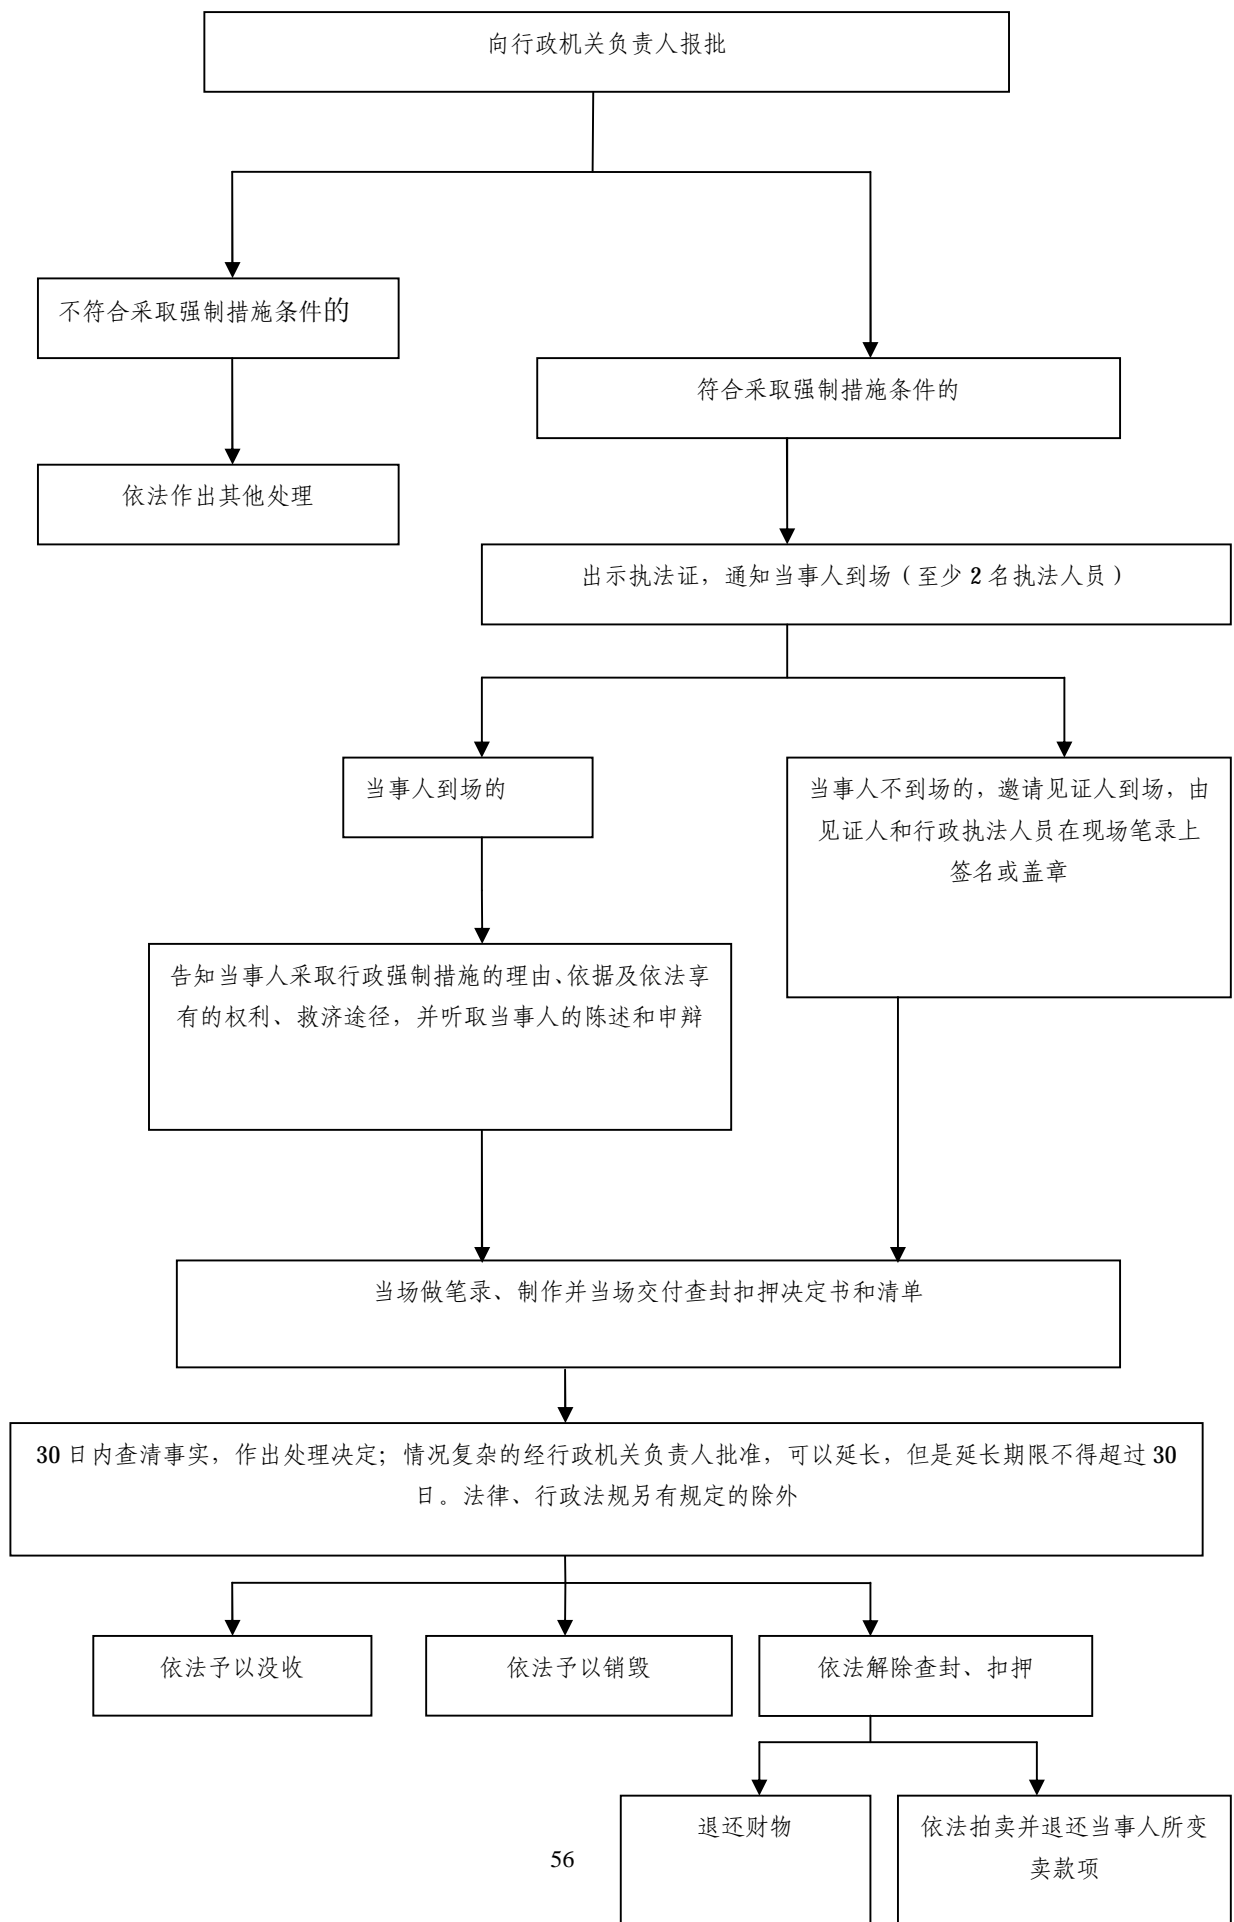 向行政机关负责人报批
不符合采取强制措施条件的
符合采取强制措施条件的
依法作出其他处理
出示执法证，通知当事人到场（至少 2 名执法人员）
当事人到场的
当事人不到场的，邀请见证人到场，由
见证人和行政执法人员在现场笔录上
签名或盖章
告知当事人采取行政强制措施的理由、依据及依法享
有的权利、救济途径，并听取当事人的陈述和申辩
当场做笔录、制作并当场交付查封扣押决定书和清单
30 日内查清事实，作出处理决定；情况复杂的经行政机关负责人批准，可以延长，但是延长期限不得超过 30
日。法律、行政法规另有规定的除外
依法予以没收
依法予以销毁
依法解除查封、扣押
退还财物
依法拍卖并退还当事人所变
卖款项
56